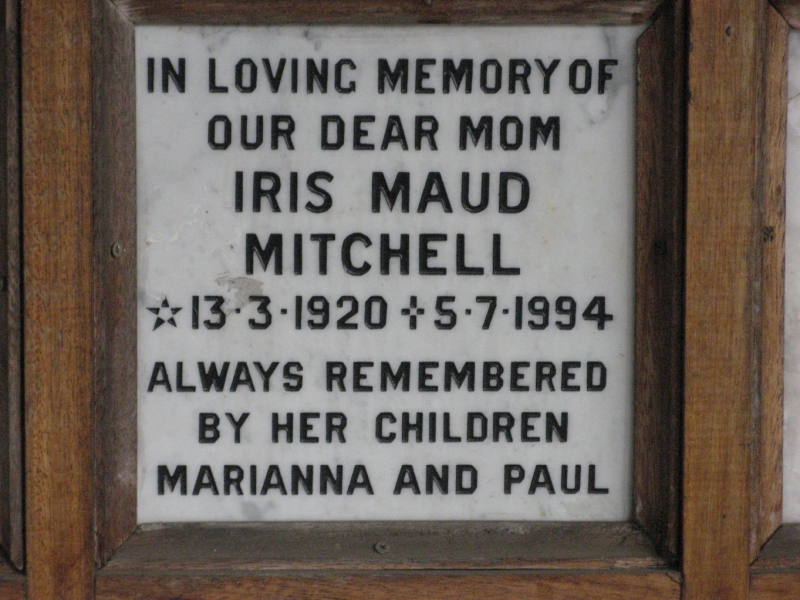 IN LOVING MEMORY OF
OUR DEAR MOM
IRIS MAUD
MITCHELL
☆ 13·3·1920 ✢ 5·7·1994
ALWAYS REMEMBERED
BY HER CHILDREN
MARIANNA AND PAUL